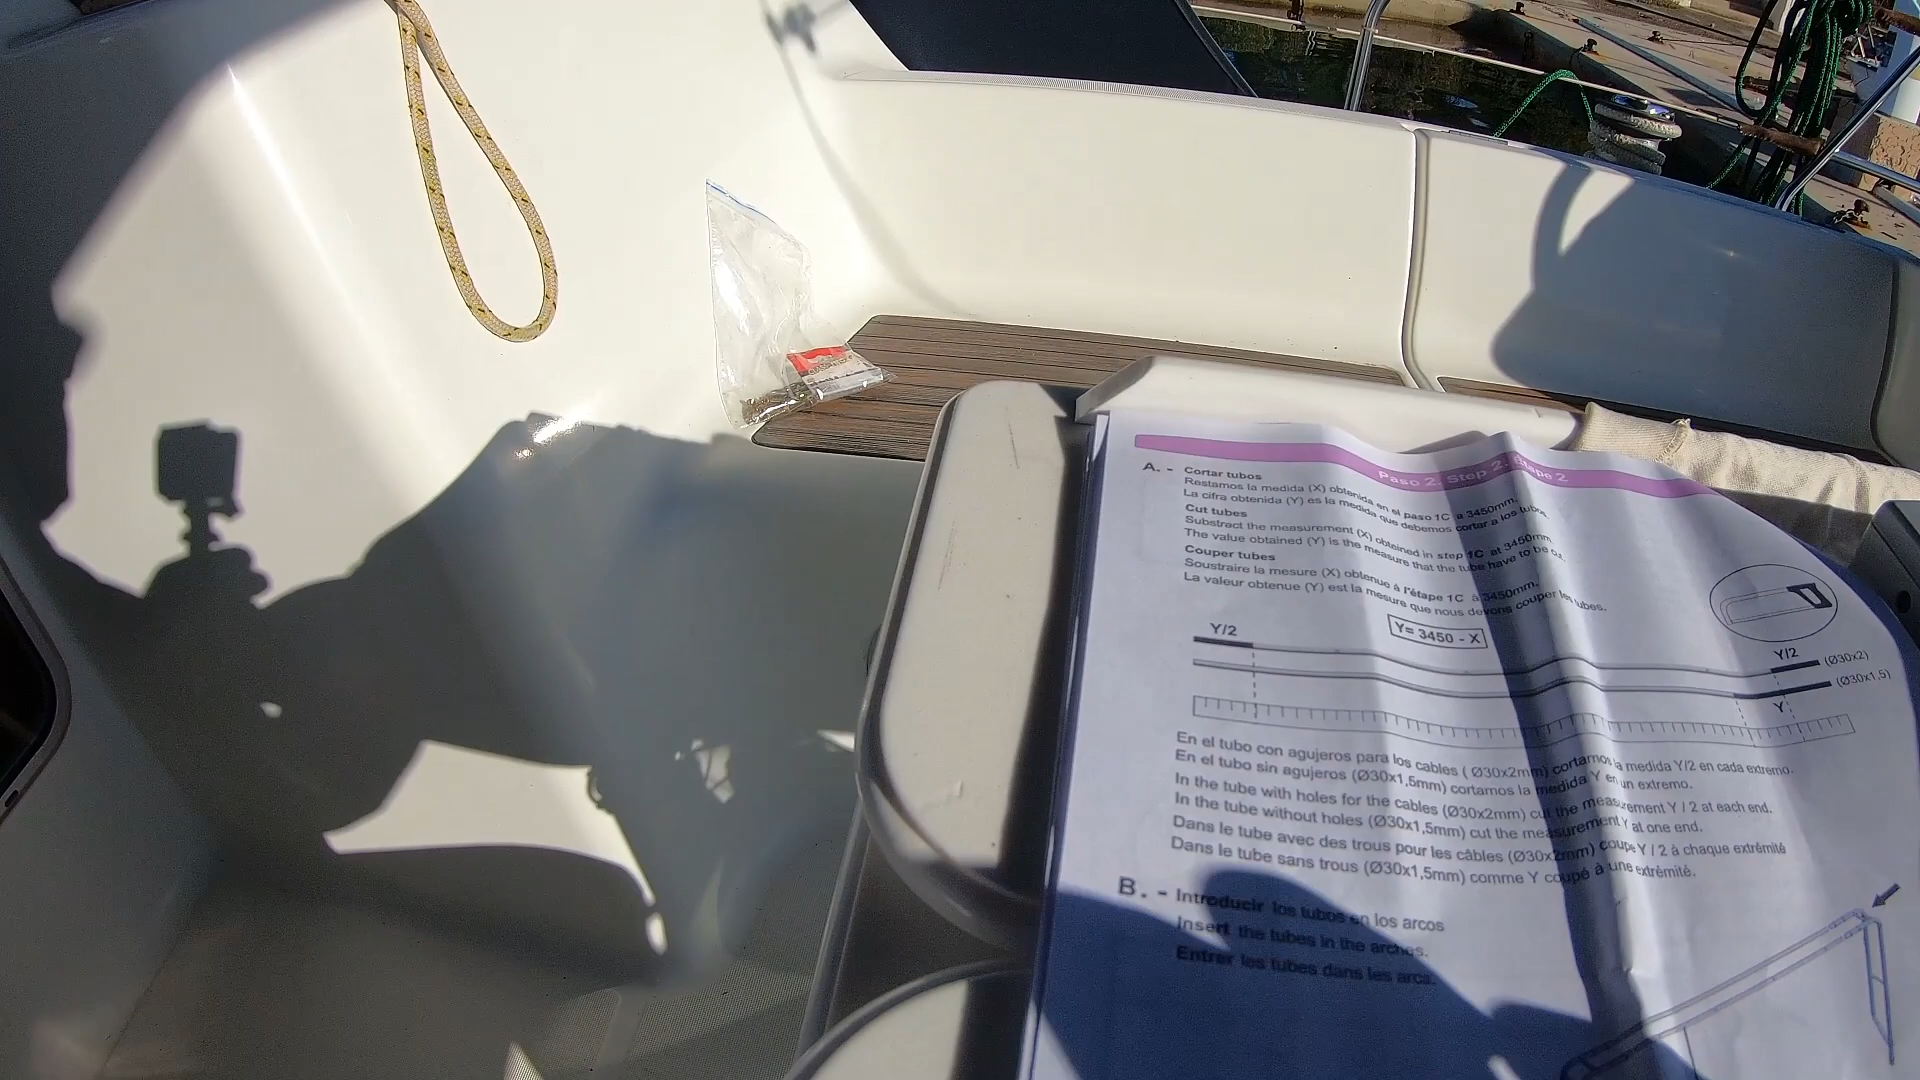 Paso 2. Step 2. Étape 2
A. - Cortar tubos
Restamos la medida (X) obtenida en el paso 1C a 3450mm.
La cifra obtenida (Y) es la medida que debemos cortar a los tubos
Cut tubes
Substract the measurement (X) obteined in step 1C at 3450mm
The value obtained (Y) is the measure that the tube have to be
Couper tubes
Soustraire la mesure (X) obtenue à l'étape 1C à 3450mm.
La valeur obtenue (Y) est la mesure que nous devons couper les tubes.
Y= 3450 - X
Y/2
Y/2
(Ø30x2)
(Ø30x1,5)
Y
En el tubo con agujeros para los cables ( Ø30x2mm) cortamos la medida Y/2 en cada extremo.
En el tubo sin agujeros (Ø30x1,5mm) cortamos la medida Y en un extremo.
In the tube with holes for the cables (Ø30x2mm) cut the measurement Y / 2 at each end.
In the tube without holes (Ø30x1,5mm) cut the measurement Y at one end.
Dans le tube avec des trous pour les câbles (Ø30x2mm) coupe Y / 2 à chaque extrémité
Dans le tube sans trous (Ø30x1,5mm) comme Y coupé à une extrêmité.
B. - Introducir los tubos en los arcos
Insert the tubes in the arches.
Entrer les tubes dans les arcs.